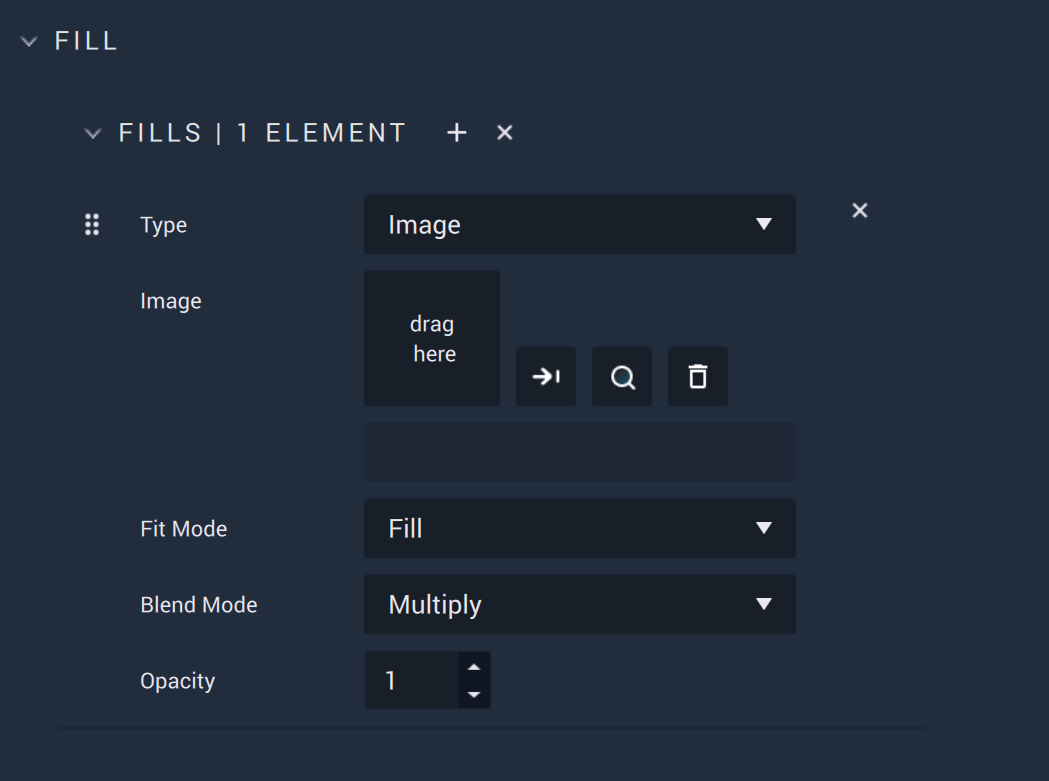 FILL
FILLS | 1 ELEMENT
Type
Image
Image
drag
here
Fit Mode
Fill
Blend Mode
Multiply
Opacity
1